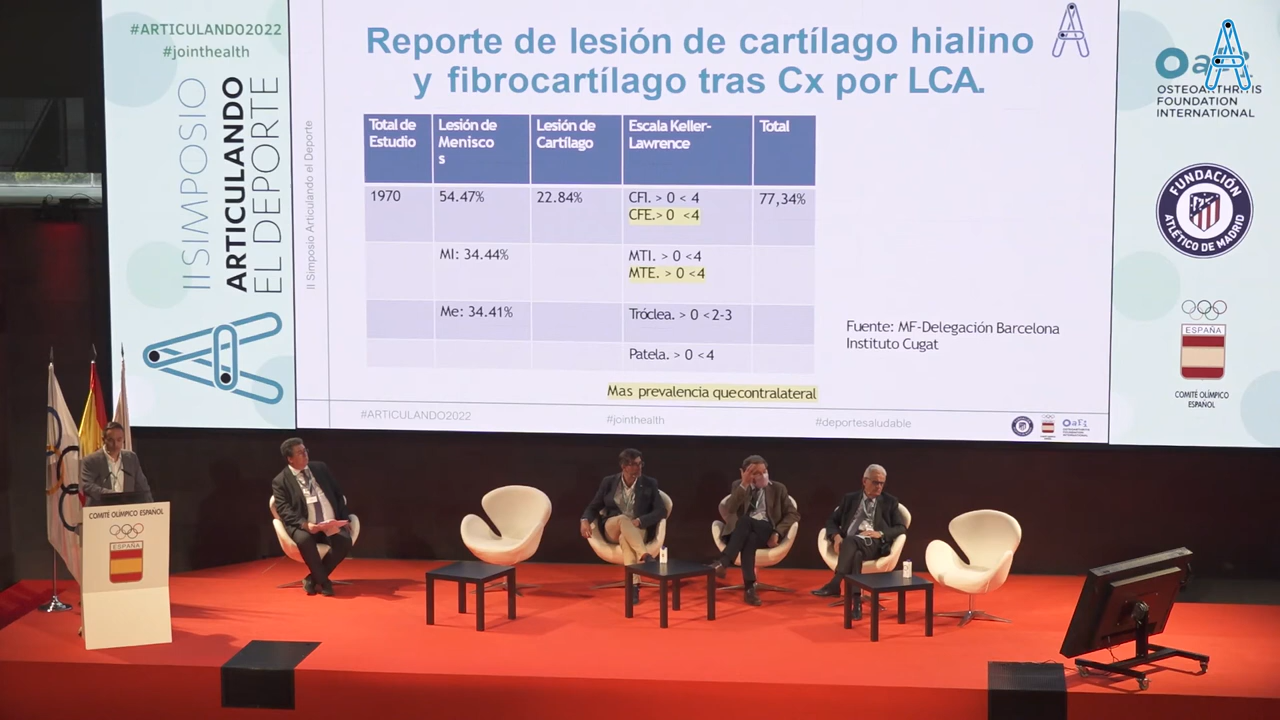 #ARTICULANDO2022
#jointhealth
II SIMPOSIO
ARTICULANDO
EL DEPORTE
II Simposio Articulando el Deporte
Reporte de lesión de cartílago hialino
y fibrocartílago tras Cx por LCA.
Total de
Estudio
Lesión de
Menisco
s
Lesión de
Cartílago
Escala Keller-
Lawrence
Total
1970
54.47%
22.84%
CFI. > 0 < 4
CFE.> 0 <4
77,34%
MI: 34.44%
MTI. > 0 <4
MTE. > 0 <4
Me: 34.41%
Tróclea. > 0 <2-3
Patela. > 0 <4
Mas prevalencia quecontralateral
Fuente: MF-Delegación Barcelona
Instituto Cugat
#ARTICULANDO2022
#jointhealth
#deportesaludable
OAFI
OSTEOARTHRITIS
FOUNDATION
INTERNATIONAL
FUNDACIÓN
ATLÉTICO DE MADRID
ESPAÑA
COMITÉ OLÍMPICO
ESPAÑOL
COMITÉ OLÍMPICO ESPAÑOL
ESPAÑA